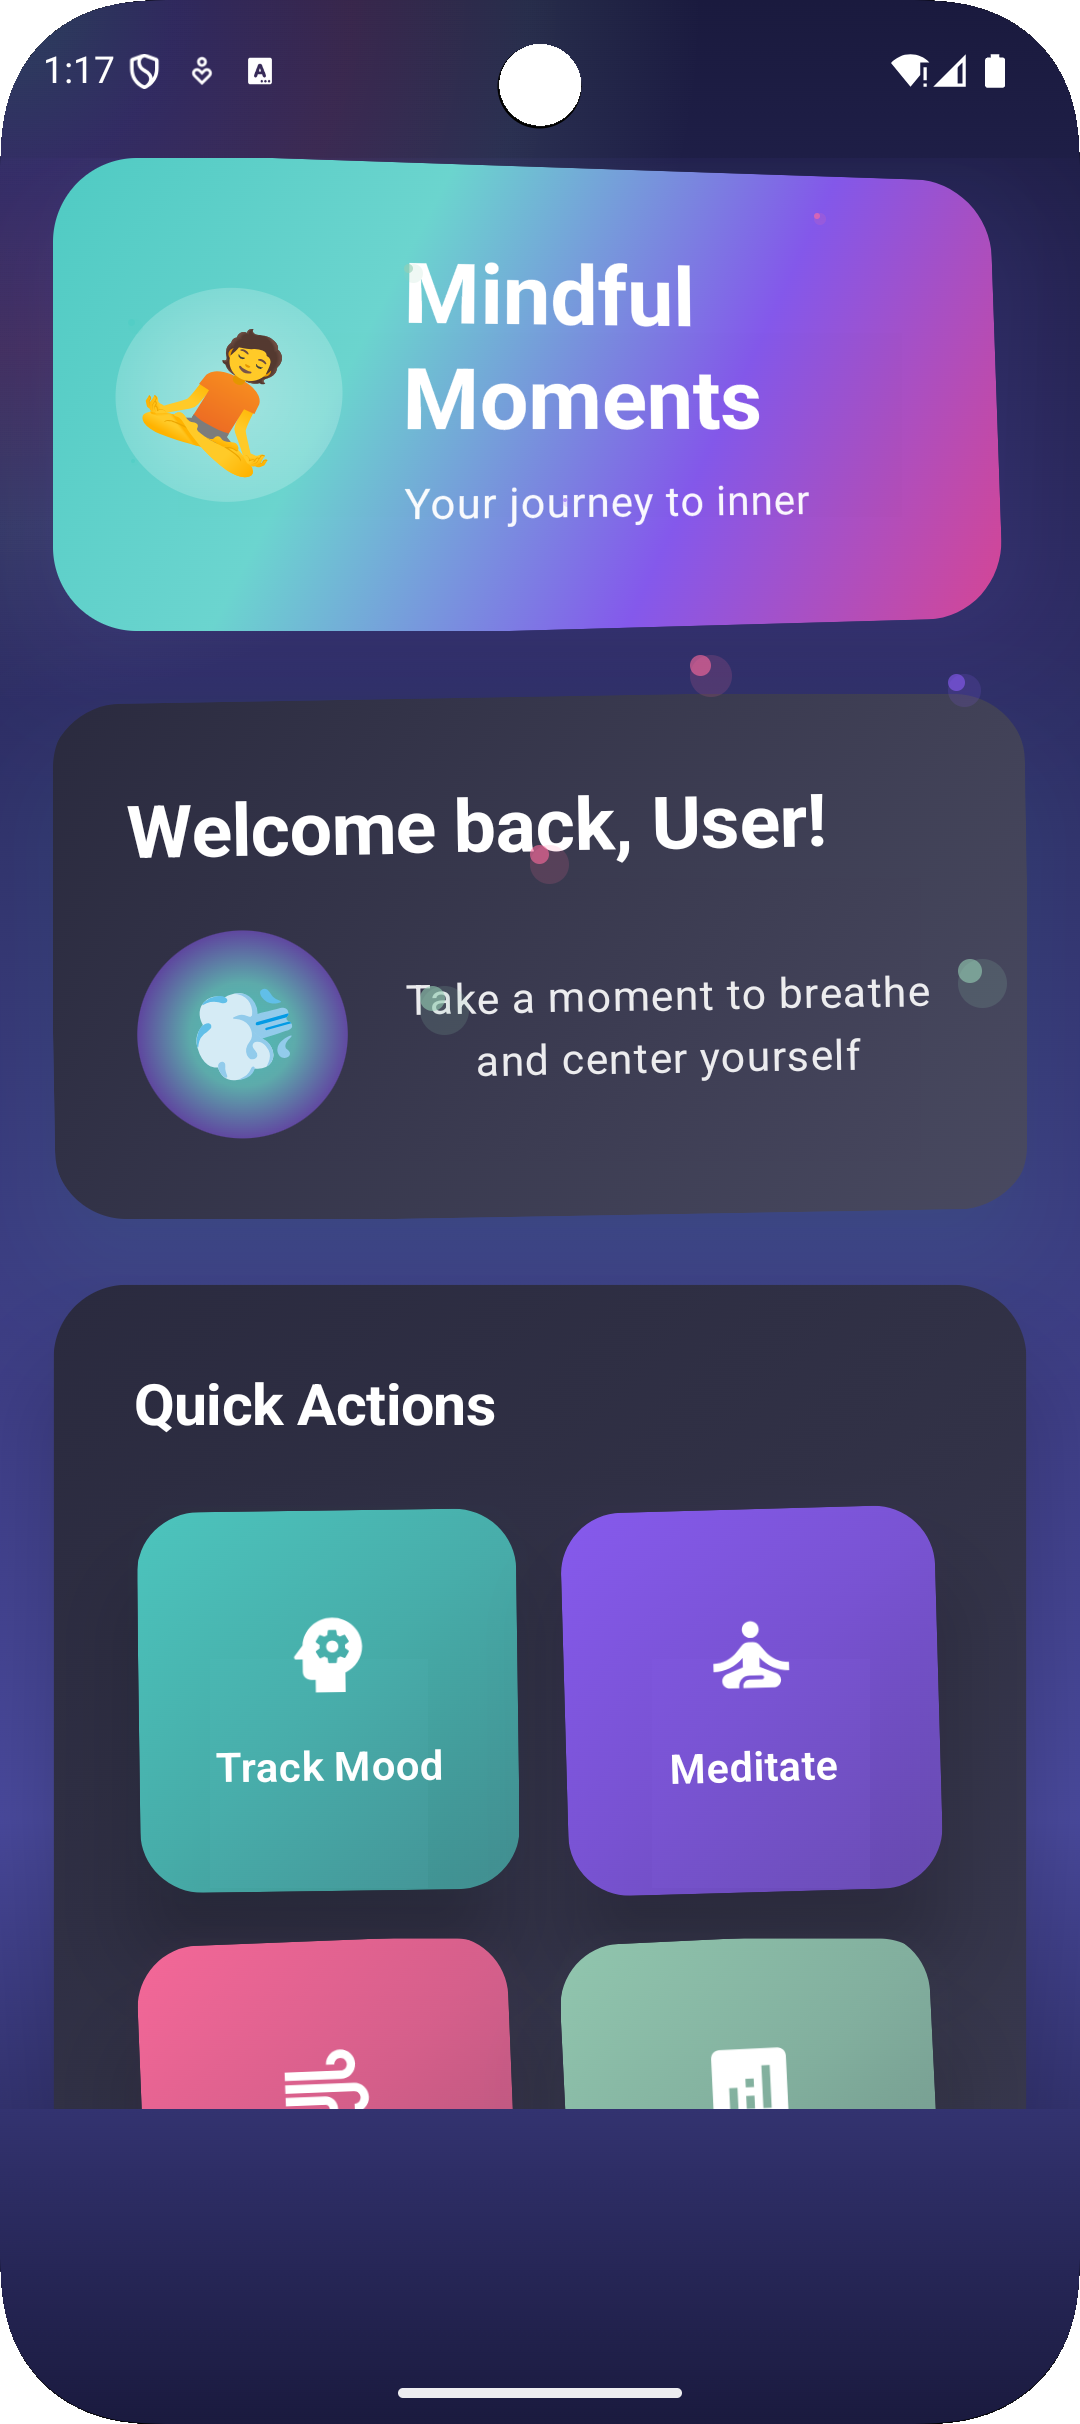 1:17
Mindful
Moments
Your journey to inner
Welcome back, User!
Take a moment to breathe
and center yourself
Quick Actions
Track Mood
Meditate